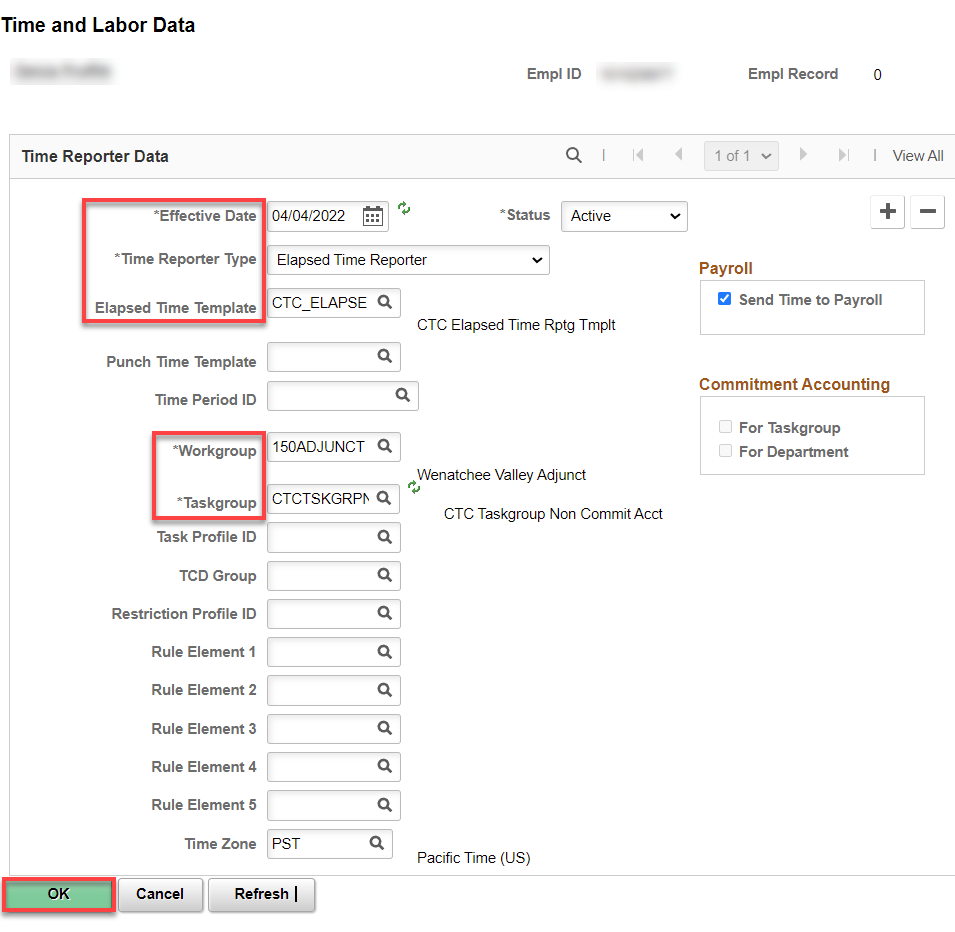 Time and Labor Data
Empl ID
Empl Record 0
Time Reporter Data
1 of 1
View All
*Effective Date 04/04/2022
*Status Active
*Time Reporter Type Elapsed Time Reporter
Elapsed Time Template CTC_ELAPSE
CTC Elapsed Time Rptg Tmplt
Payroll
Send Time to Payroll
Punch Time Template
Time Period ID
Commitment Accounting
For Taskgroup
For Department
*Workgroup 150ADJUNCT
Wenatchee Valley Adjunct
*Taskgroup CTCTSKGRPN
CTC Taskgroup Non Commit Acct
Task Profile ID
TCD Group
Restriction Profile ID
Rule Element 1
Rule Element 2
Rule Element 3
Rule Element 4
Rule Element 5
Time Zone PST
Pacific Time (US)
OK
Cancel
Refresh